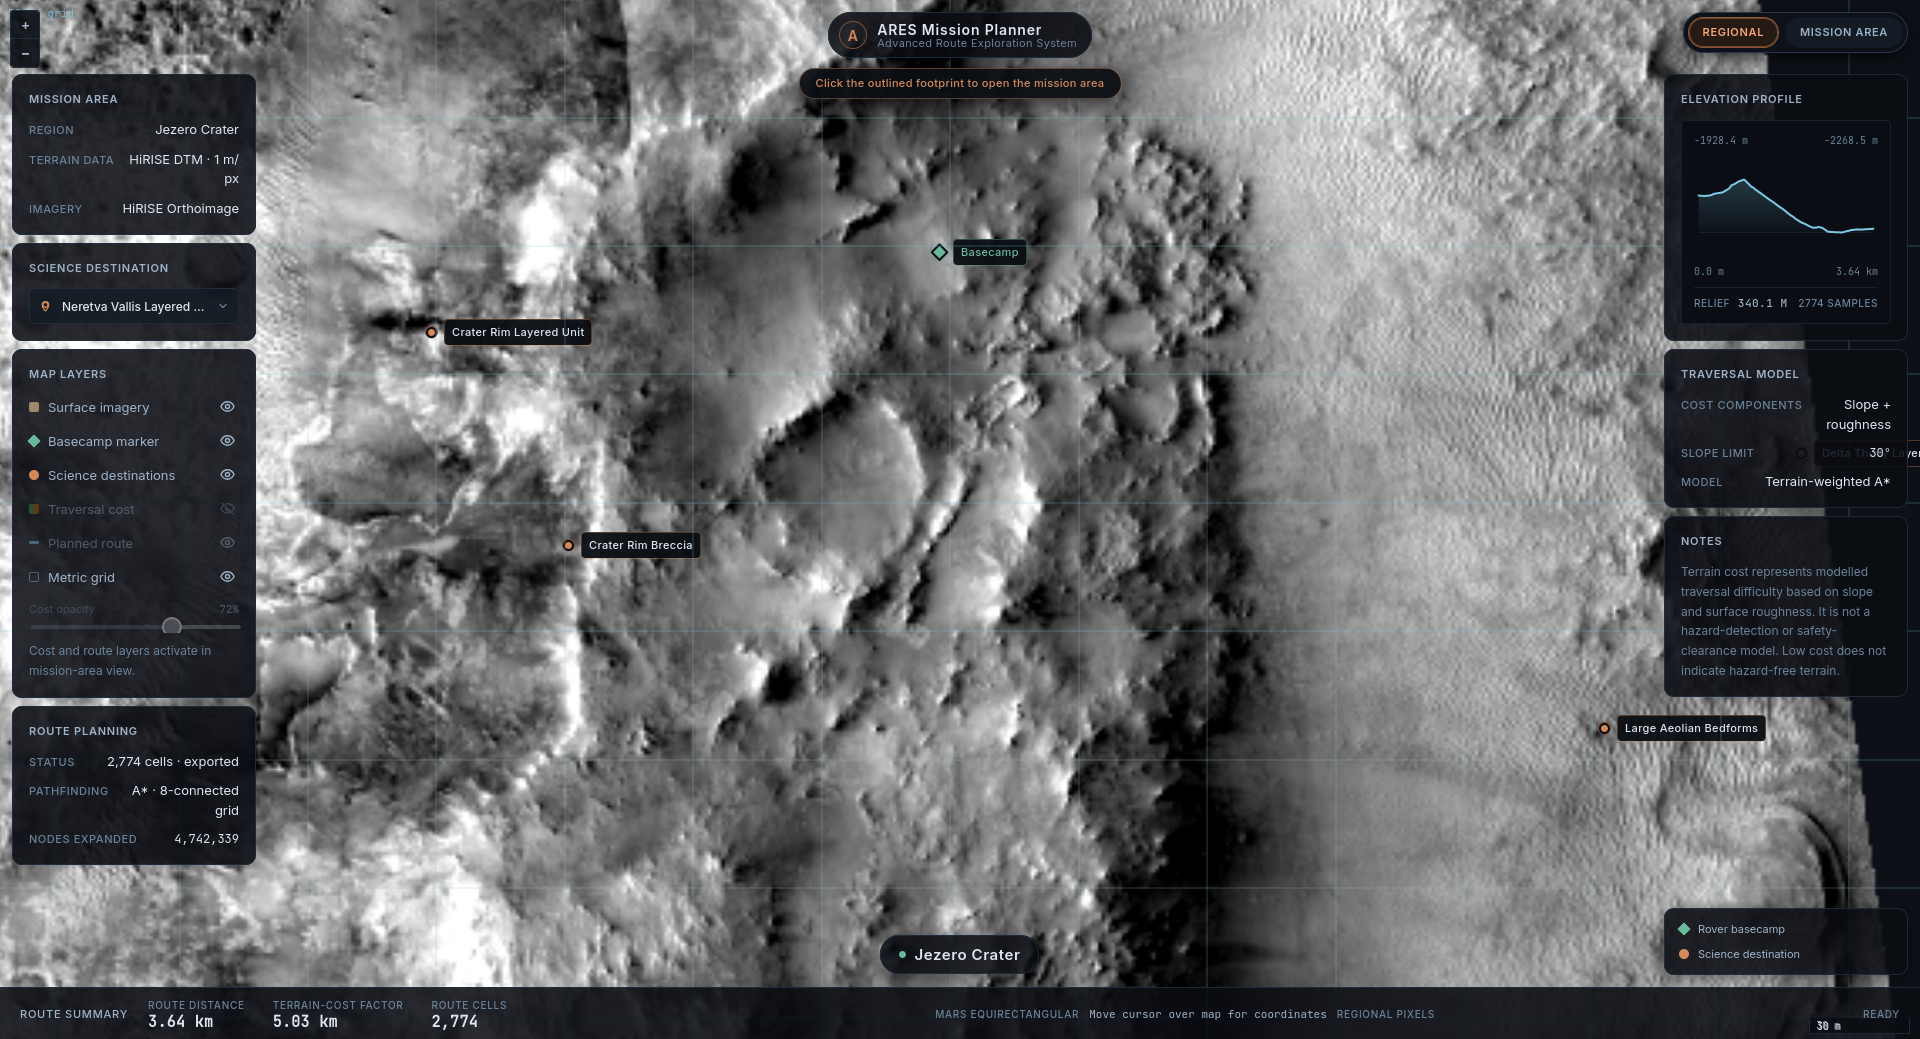 +
grid
−
A
ARES Mission Planner
Advanced Route Exploration System
Click the outlined footprint to open the mission area
REGIONAL
MISSION AREA
MISSION AREA
REGION Jezero Crater
TERRAIN DATA HiRISE DTM · 1 m/
px
IMAGERY HiRISE Orthoimage
SCIENCE DESTINATION
Neretva Vallis Layered ...
MAP LAYERS
Surface imagery
Basecamp marker
Science destinations
Traversal cost
Planned route
Metric grid
Cost opacity 72%
Cost and route layers activate in
mission-area view.
ROUTE PLANNING
STATUS 2,774 cells · exported
PATHFINDING A* · 8-connected
grid
NODES EXPANDED 4,742,339
Basecamp
Crater Rim Layered Unit
Crater Rim Breccia
Large Aeolian Bedforms
Jezero Crater
ELEVATION PROFILE
-1928.4 m -2268.5 m
0.0 m 3.64 km
RELIEF 340.1 M 2774 SAMPLES
TRAVERSAL MODEL
COST COMPONENTS Slope +
roughness
SLOPE LIMIT 30°
MODEL Terrain-weighted A*
NOTES
Terrain cost represents modelled
traversal difficulty based on slope
and surface roughness. It is not a
hazard-detection or safety-
clearance model. Low cost does not
indicate hazard-free terrain.
Rover basecamp
Science destination
ROUTE SUMMARY
ROUTE DISTANCE
3.64 km
TERRAIN-COST FACTOR
5.03 km
ROUTE CELLS
2,774
MARS EQUIRECTANGULAR Move cursor over map for coordinates REGIONAL PIXELS
READY
30 m